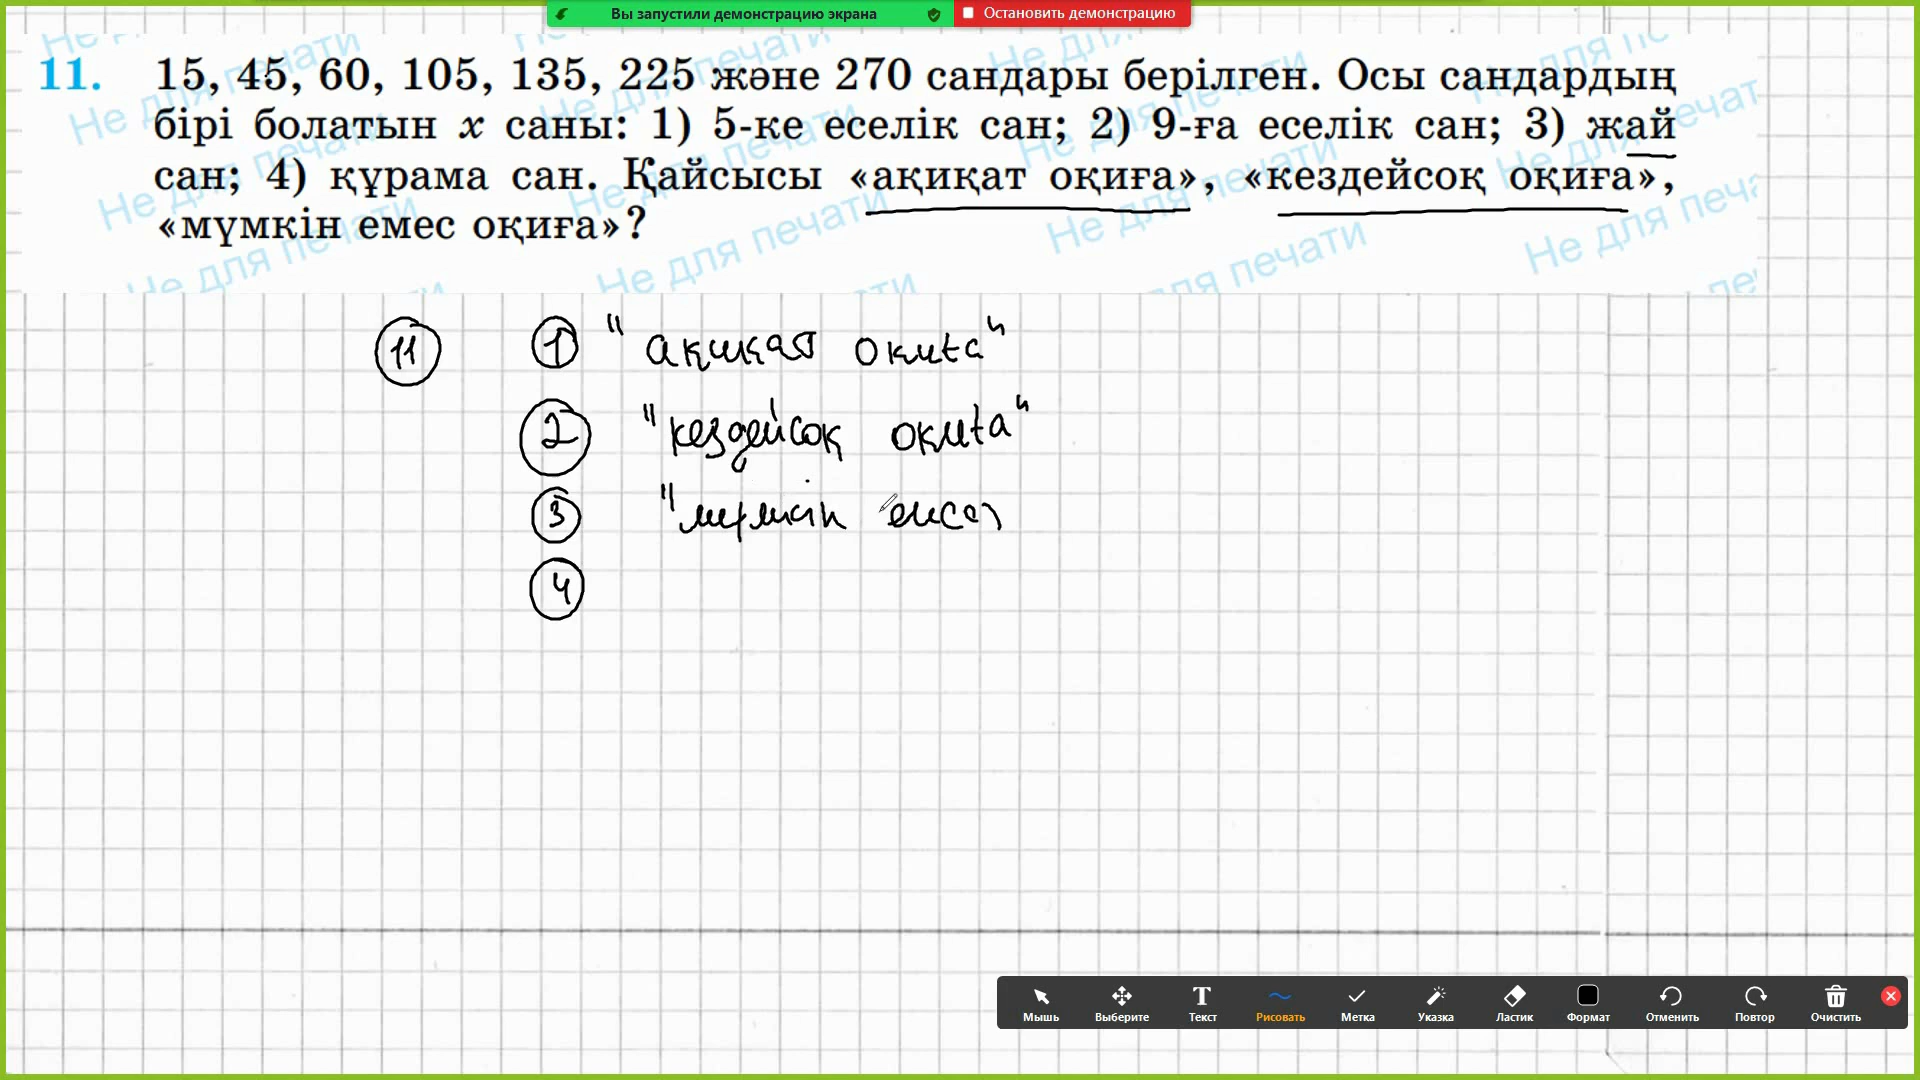 Вы запустили демонстрацию экрана Остановить демонстрацию
11. 15, 45, 60, 105, 135, 225 және 270 сандары берілген. Осы сандардың
бірі болатын x саны: 1) 5-ке еселік сан; 2) 9-ға еселік сан; 3) жай
сан; 4) құрама сан. Қайсысы «ақиқат оқиға», «кездейсоқ оқиға»,
«мүмкін емес оқиға»?
Не для печати
11 1 "ақиқат оқиға"
2 "кездейсоқ оқиға"
3 "мүмкін емес
4
Мышь Выберите Текст Рисовать Метка Указка Ластик Формат Отменить Повтор Очистить